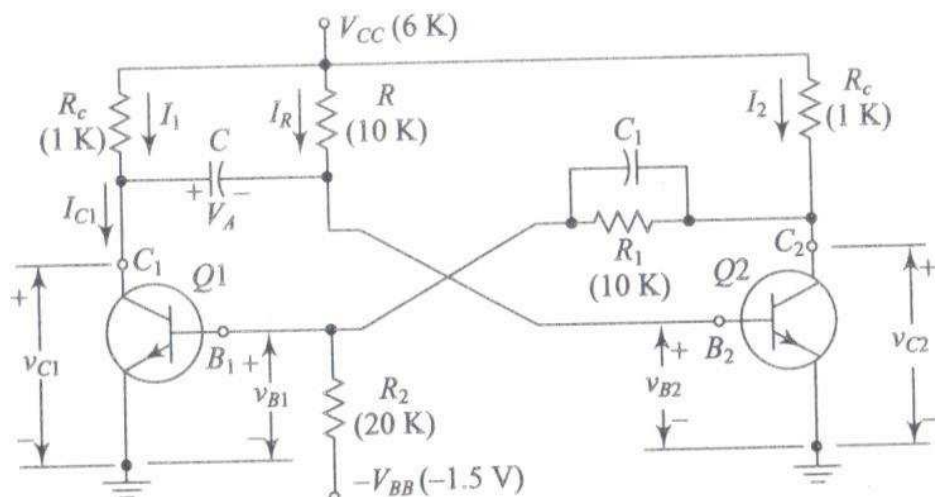 V_CC (6 K)
R_c
(1 K)
I_1
I_R
R
(10 K)
I_2
R_c
(1 K)
C
+ V_A −
C_1
R_1
(10 K)
I_C1
C_1
Q1
C_2
Q2
+
v_C1
−
B_1
+
v_B1
−
R_2
(20 K)
−V_BB (−1.5 V)
B_2
+
v_B2
−
+
v_C2
−